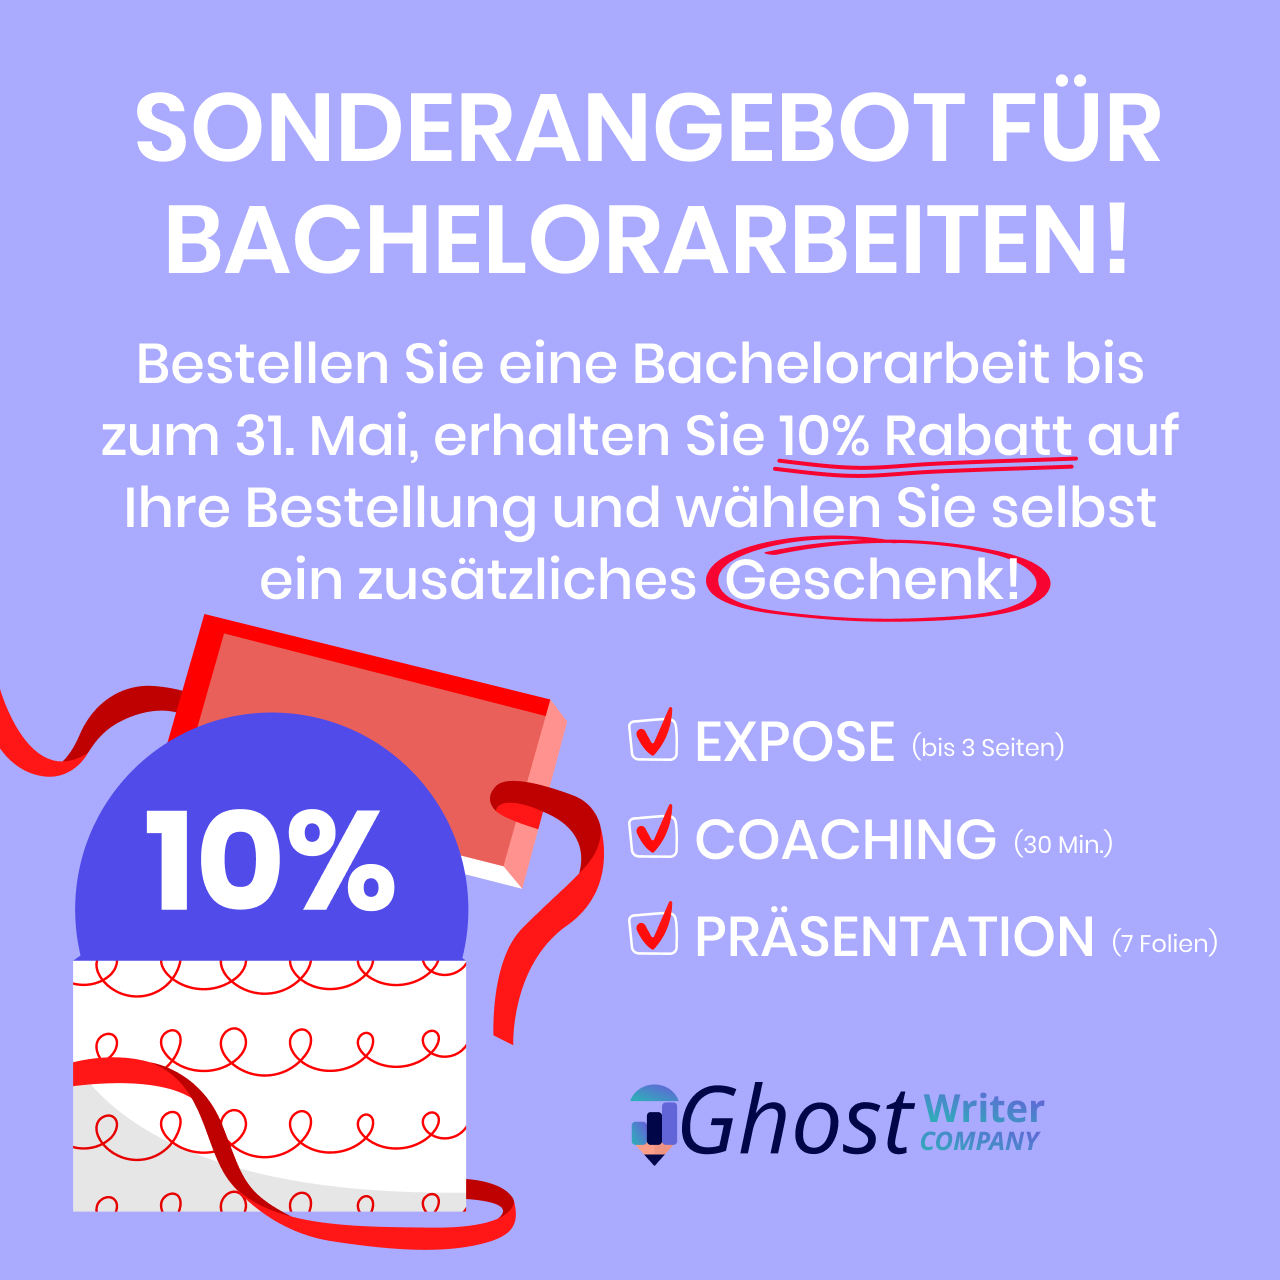 SONDERANGEBOT FÜR
BACHELORARBEITEN!
Bestellen Sie eine Bachelorarbeit bis
zum 31. Mai, erhalten Sie 10% Rabatt auf
Ihre Bestellung und wählen Sie selbst
ein zusätzliches Geschenk!
10%
EXPOSE (bis 3 Seiten)
COACHING (30 Min.)
PRÄSENTATION (7 Folien)
Ghost Writer
COMPANY